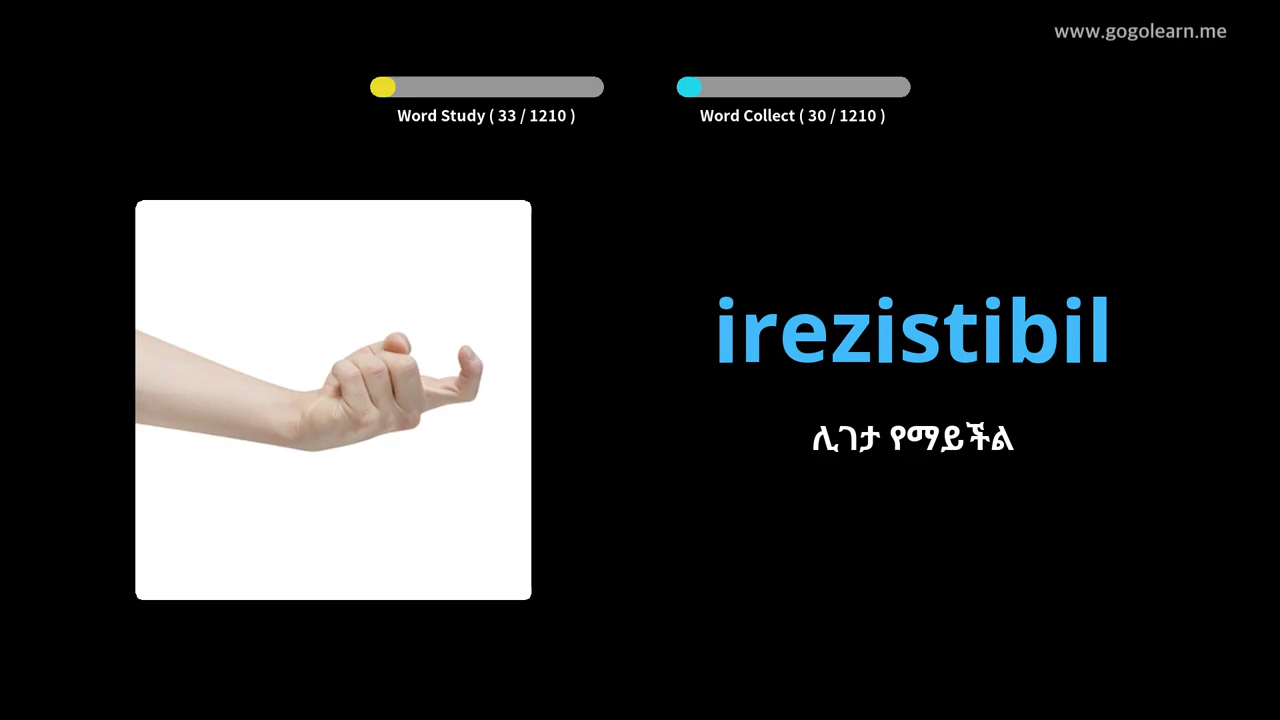 www.gogolearn.me
Word Study ( 33 / 1210 )
Word Collect ( 30 / 1210 )
irezistibil
ሊገታ የማይችል